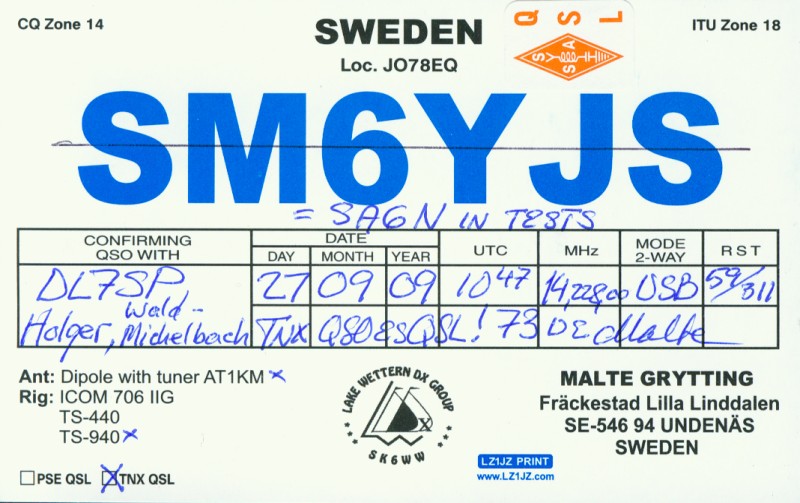 CQ Zone 14
SWEDEN
QSL
SSA
ITU Zone 18
Loc. JO78EQ
SM6YJS
= SA6N IN TESTS
CONFIRMING QSO WITH
DATE
DAY MONTH YEAR
UTC
MHz
MODE 2-WAY
RST
DL7SP 27 09 09 10 47 14,228,00 USB 59/311
Wald-
Holger, Michelbach TNX QSO ES QSL! 73 DE Malte
Ant: Dipole with tuner AT1KM x
Rig: ICOM 706 IIG
TS-440
TS-940 x
PSE QSL TNX QSL
LAKE WETTERN DX GROUP
DX
SK6WW
MALTE GRYTTING
Fräckestad Lilla Linddalen
SE-546 94 UNDENÄS
SWEDEN
LZ1JZ PRINT
www.LZ1JZ.com